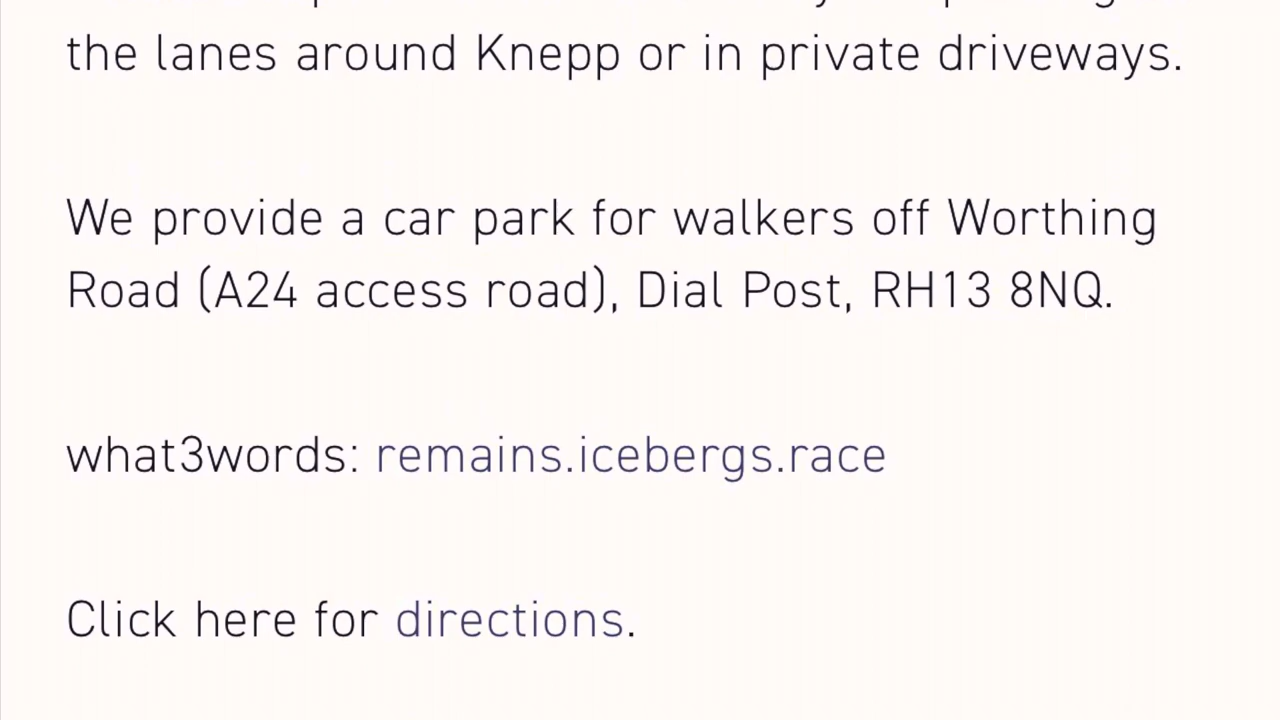 the lanes around Knepp or in private driveways.
We provide a car park for walkers off Worthing
Road (A24 access road), Dial Post, RH13 8NQ.
what3words: remains.icebergs.race
Click here for directions.